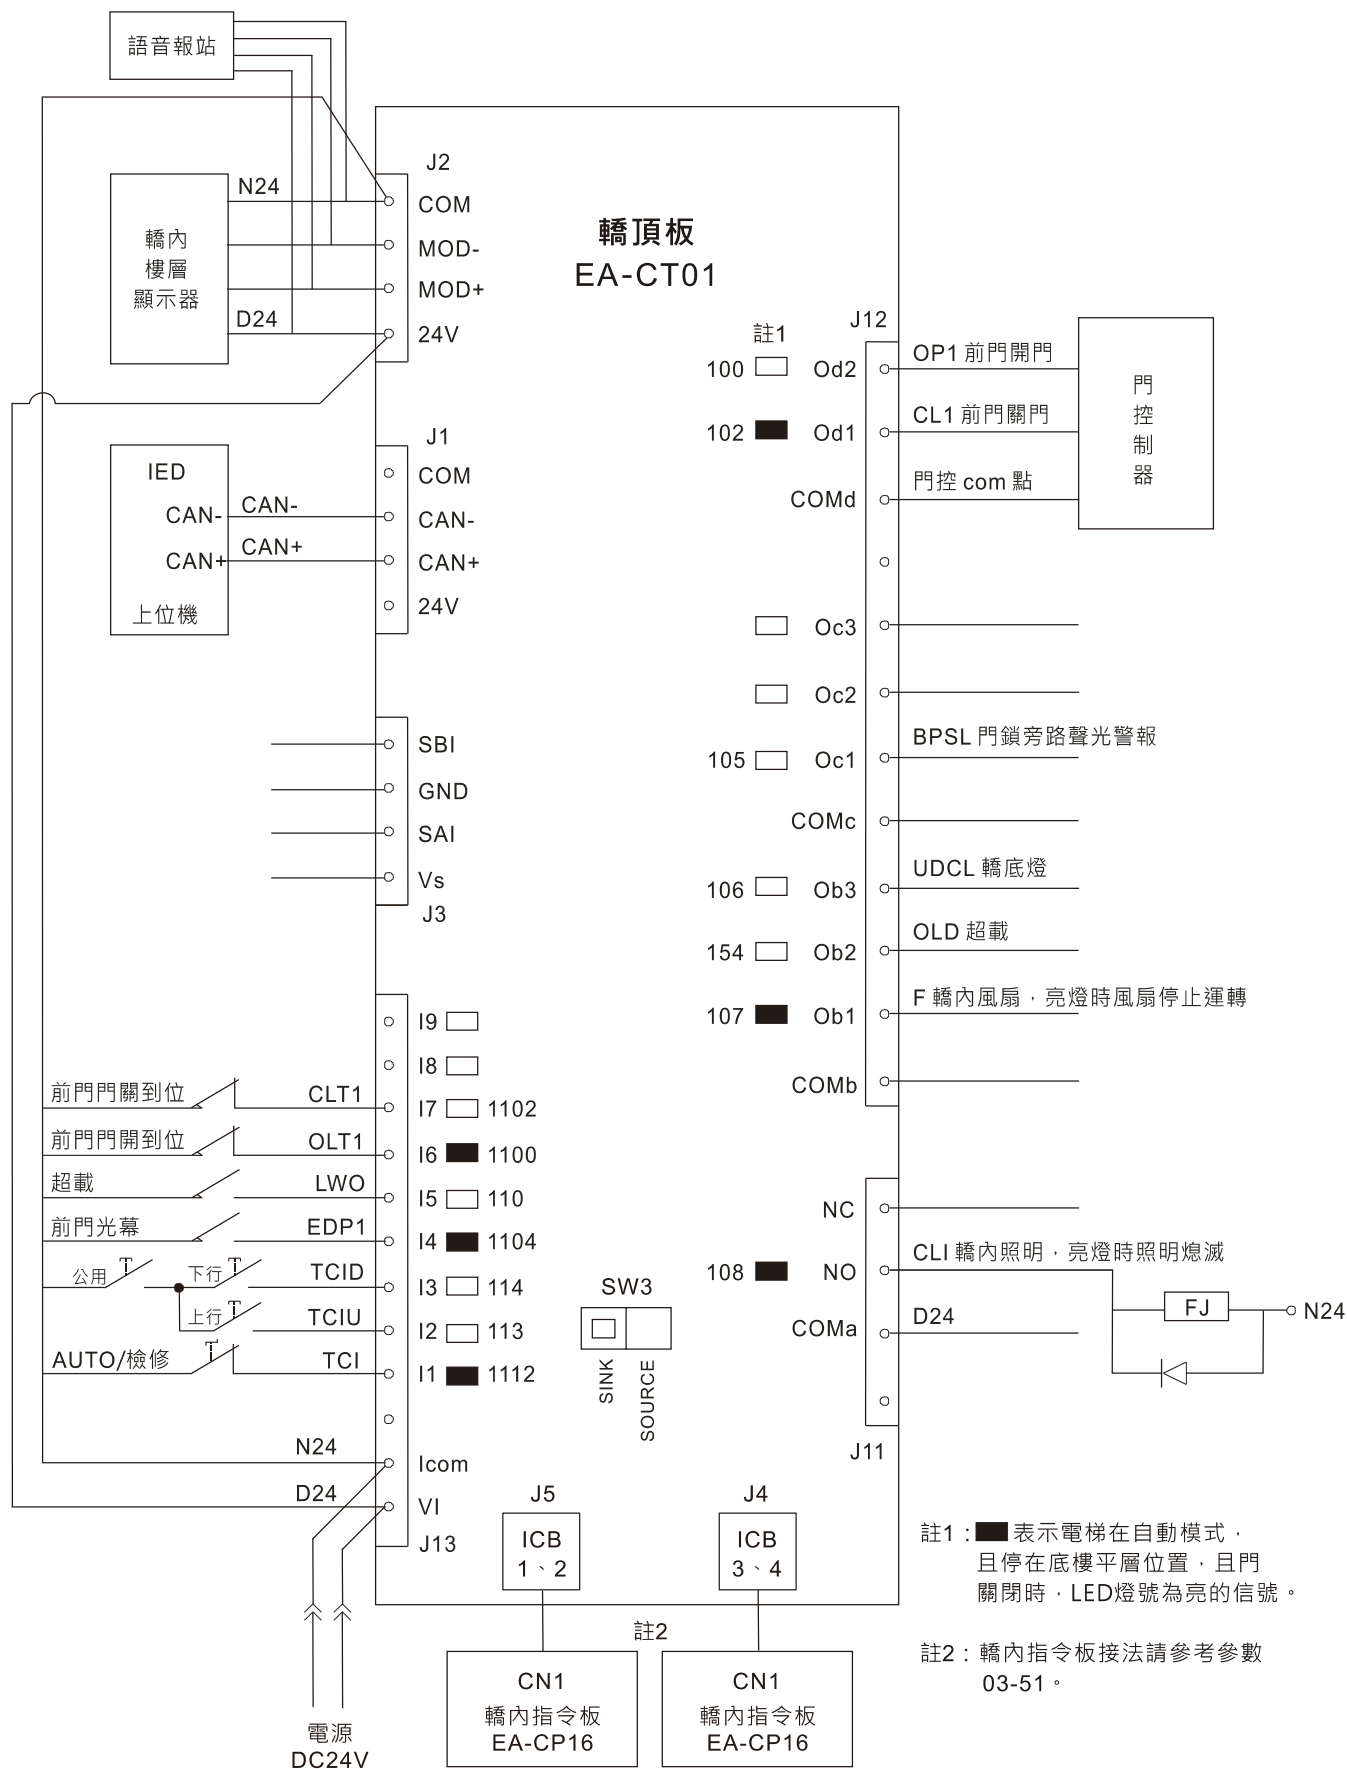 語音報站
轎內
樓層
顯示器
N24
D24
J2
COM
MOD-
MOD+
24V
轎頂板
EA-CT01
IED
CAN-
CAN+
上位機
CAN-
CAN+
J1
COM
CAN-
CAN+
24V
SBI
GND
SAI
Vs
J3
註1
J12
100 Od2 OP1 前門開門
102 Od1 CL1 前門關門
COMd 門控 com 點
門
控
制
器
Oc3
Oc2
105 Oc1 BPSL 門鎖旁路聲光警報
COMc
106 Ob3 UDCL 轎底燈
154 Ob2 OLD 超載
107 Ob1 F 轎內風扇，亮燈時風扇停止運轉
COMb
I9
I8
前門門關到位 CLT1 I7 1102
前門門開到位 OLT1 I6 1100
超載 LWO I5 110
前門光幕 EDP1 I4 1104
公用 下行 TCID I3 114
上行 TCIU I2 113
AUTO/檢修 TCI I1 1112
N24 Icom
D24 VI
J13
電源
DC24V
SW3
SINK
SOURCE
NC
108 NO CLI 轎內照明，亮燈時照明熄滅
COMa D24
FJ
N24
J11
J5
ICB
1、2
J4
ICB
3、4
註2
CN1
轎內指令板
EA-CP16
CN1
轎內指令板
EA-CP16
註1：表示電梯在自動模式，
且停在底樓平層位置，且門
關閉時，LED燈號為亮的信號。
註2：轎內指令板接法請參考參數
03-51。